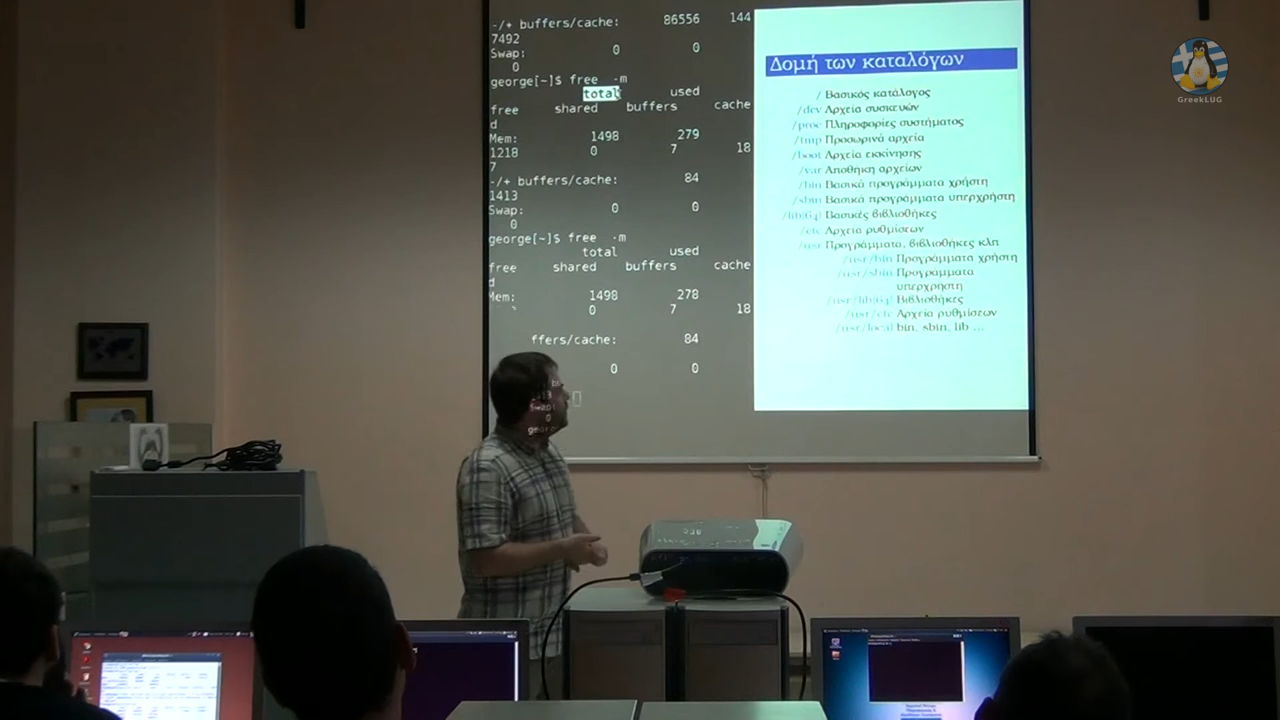 -/+ buffers/cache: 86556 144
7492
Swap: 0 0
0
george[~]$ free -m
total used
free shared buffers cache
d
Mem: 1498 279
1218 0 7 18
7
-/+ buffers/cache: 84
1413
Swap: 0 0
0
george[~]$ free -m
total used
free shared buffers cache
d
Mem: 1498 278
0 7 18
ffers/cache: 84
0 0
Δομή των καταλόγων
/ Βασικός κατάλογος
/dev Αρχεία συσκευών
/proc Πληροφορίες συστήματος
/tmp Προσωρινά αρχεία
/boot Αρχεία εκκίνησης
/var Αποθήκη αρχείων
/bin Βασικά προγράμματα χρήστη
/sbin Βασικά προγράμματα υπερχρήστη
/lib[64] Βασικές βιβλιοθήκες
/etc Αρχεία ρυθμίσεων
/usr Προγράμματα, βιβλιοθήκες κλπ
/usr/bin Προγράμματα χρήστη
/usr/sbin Προγράμματα
υπερχρήστη
/usr/lib[64] Βιβλιοθήκες
/usr/etc Αρχεία ρυθμίσεων
/usr/local bin, sbin, lib ...
GreekLUG